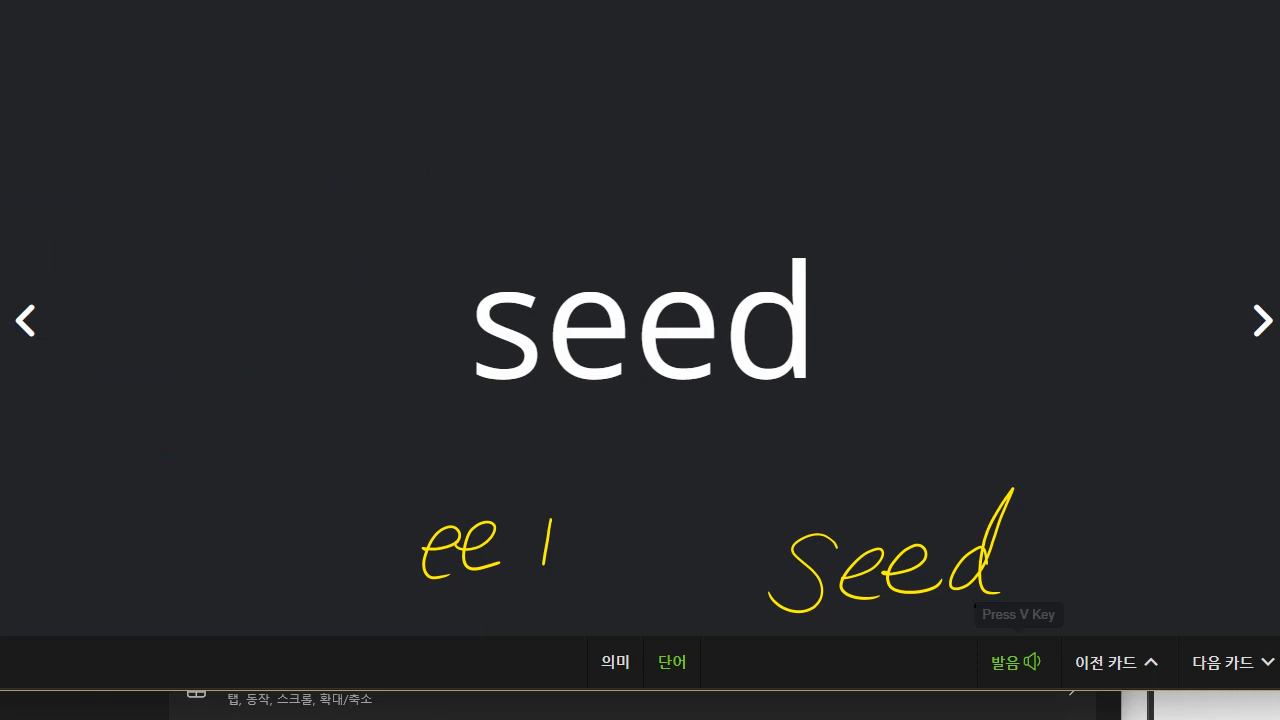 seed
ee l seed
Press V Key
의미 단어 발음 이전 카드 다음 카드
탭, 동작, 스크롤, 확대/축소